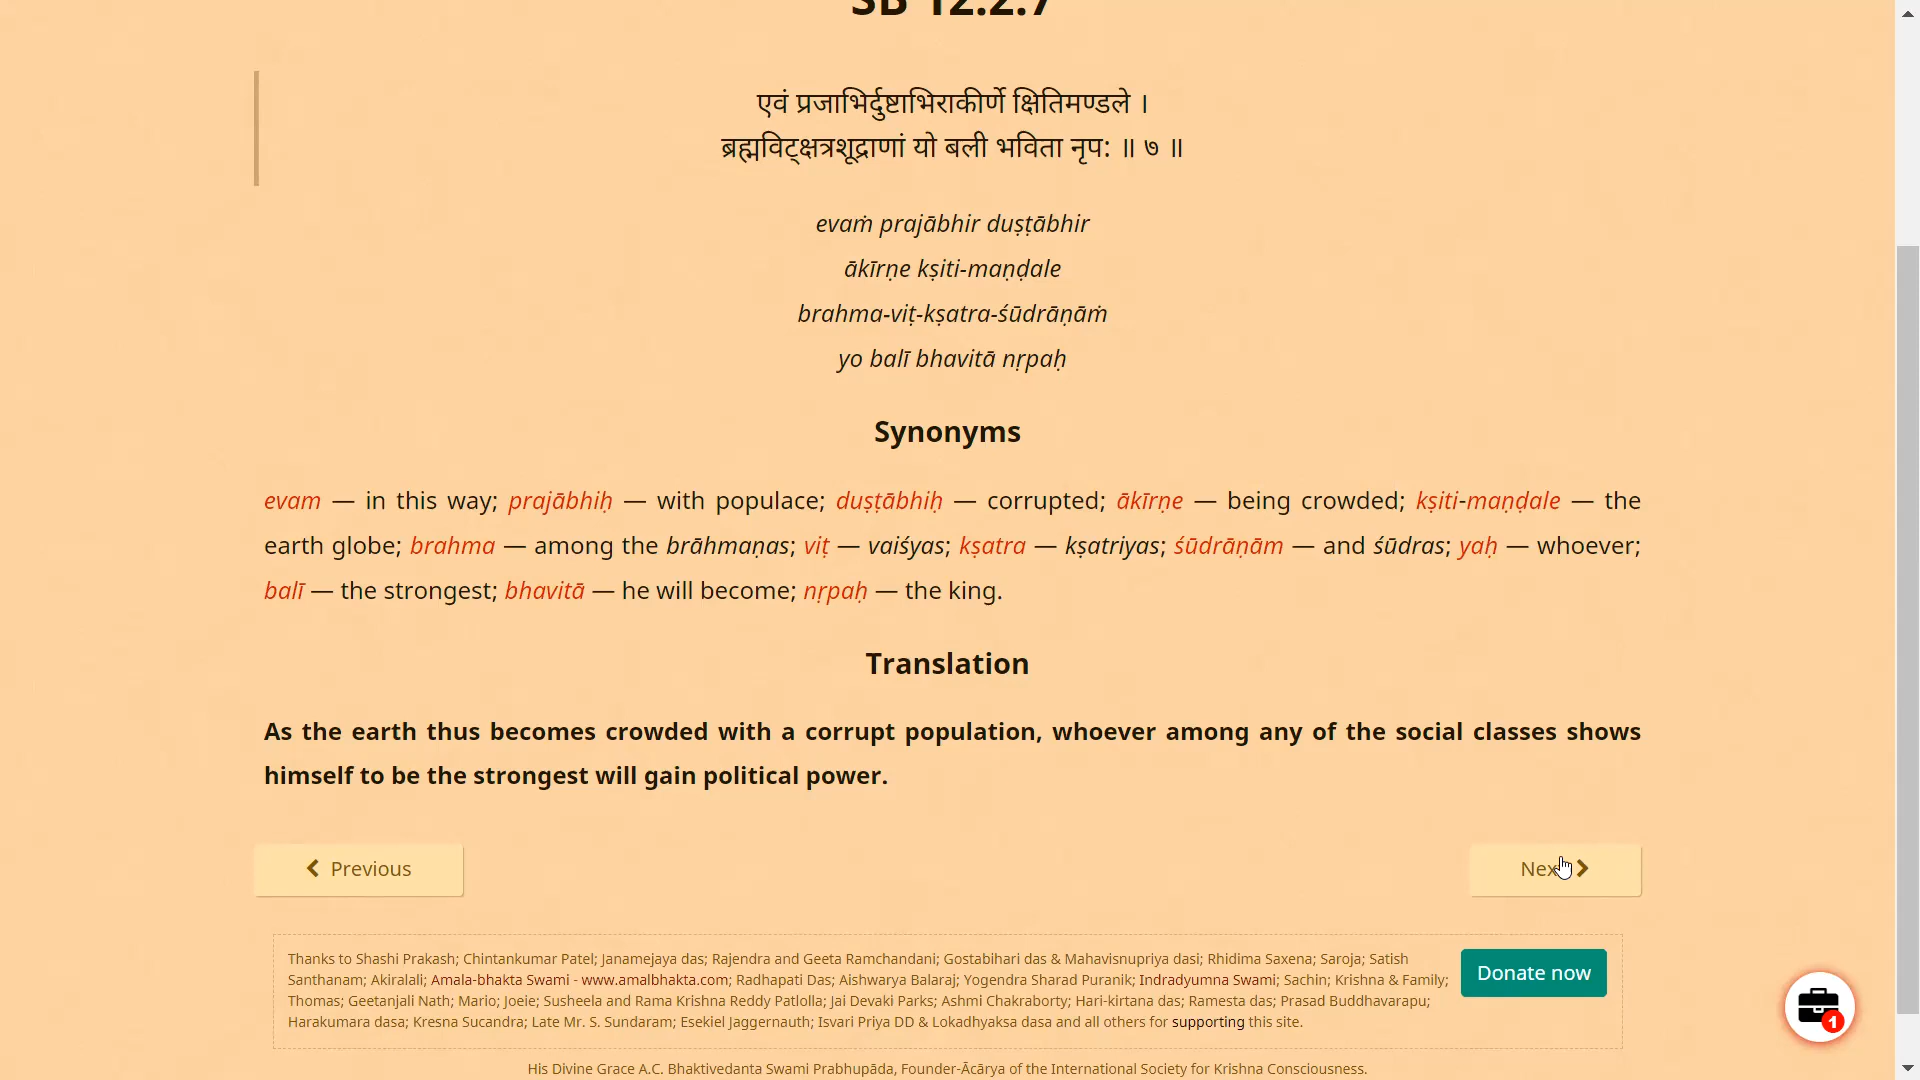 SB 12.2.7
एवं प्रजाभिर्दुष्टाभिराकीर्णे क्षितिमण्डले ।
ब्रह्मविट्‍क्षत्रशूद्राणां यो बली भविता नृप: ॥ ७ ॥
evaṁ prajābhir duṣṭābhir
ākīrṇe kṣiti-maṇḍale
brahma-viṭ-kṣatra-śūdrāṇāṁ
yo balī bhavitā nṛpaḥ
Synonyms
evam — in this way; prajābhiḥ — with populace; duṣṭābhiḥ — corrupted; ākīrṇe — being crowded; kṣiti-maṇḍale — the
earth globe; brahma — among the brāhmaṇas; viṭ — vaiśyas; kṣatra — kṣatriyas; śūdrāṇām — and śūdras; yaḥ — whoever;
balī — the strongest; bhavitā — he will become; nṛpaḥ — the king.
Translation
As the earth thus becomes crowded with a corrupt population, whoever among any of the social classes shows
himself to be the strongest will gain political power.
Previous
Next
Thanks to Shashi Prakash; Chintankumar Patel; Janamejaya das; Rajendra and Geeta Ramchandani; Gostabihari das & Mahavisnupriya dasi; Rhidima Saxena; Saroja; Satish
Santhanam; Akiralali; Amala-bhakta Swami - www.amalbhakta.com; Radhapati Das; Aishwarya Balaraj; Yogendra Sharad Puranik; Indradyumna Swami; Sachin; Krishna & Family;
Thomas; Geetanjali Nath; Mario; Joeie; Susheela and Rama Krishna Reddy Patlolla; Jai Devaki Parks; Ashmi Chakraborty; Hari-kirtana das; Ramesta das; Prasad Buddhavarapu;
Harakumara dasa; Kresna Sucandra; Late Mr. S. Sundaram; Esekiel Jaggernauth; Isvari Priya DD & Lokadhyaksa dasa and all others for supporting this site.
Donate now
1
His Divine Grace A.C. Bhaktivedanta Swami Prabhupāda, Founder-Ācārya of the International Society for Krishna Consciousness.